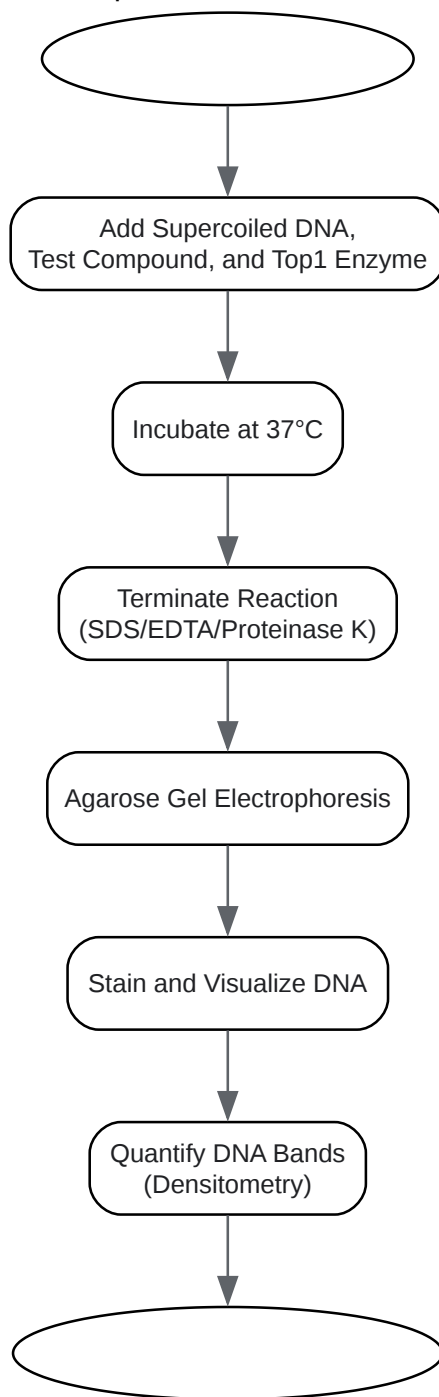 Add Supercoiled DNA,
Test Compound, and Top1 Enzyme
Incubate at 37°C
Terminate Reaction
(SDS/EDTA/Proteinase K)
Agarose Gel Electrophoresis
Stain and Visualize DNA
Quantify DNA Bands
(Densitometry)